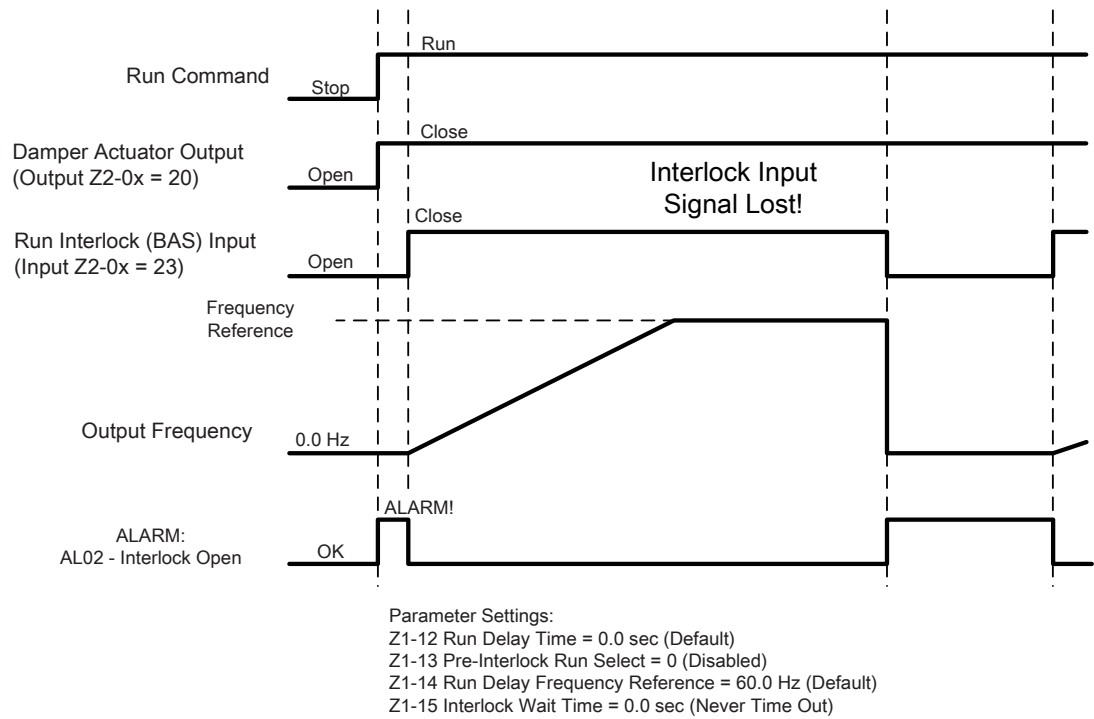 Run
Run Command
Stop
Close
Damper Actuator Output
(Output Z2-0x = 20)
Open
Interlock Input
Signal Lost!
Close
Run Interlock (BAS) Input
(Input Z2-0x = 23)
Open
Frequency
Reference
Output Frequency
0.0 Hz
ALARM!
ALARM:
AL02 - Interlock Open
OK
Parameter Settings:
Z1-12 Run Delay Time = 0.0 sec (Default)
Z1-13 Pre-Interlock Run Select = 0 (Disabled)
Z1-14 Run Delay Frequency Reference = 60.0 Hz (Default)
Z1-15 Interlock Wait Time = 0.0 sec (Never Time Out)